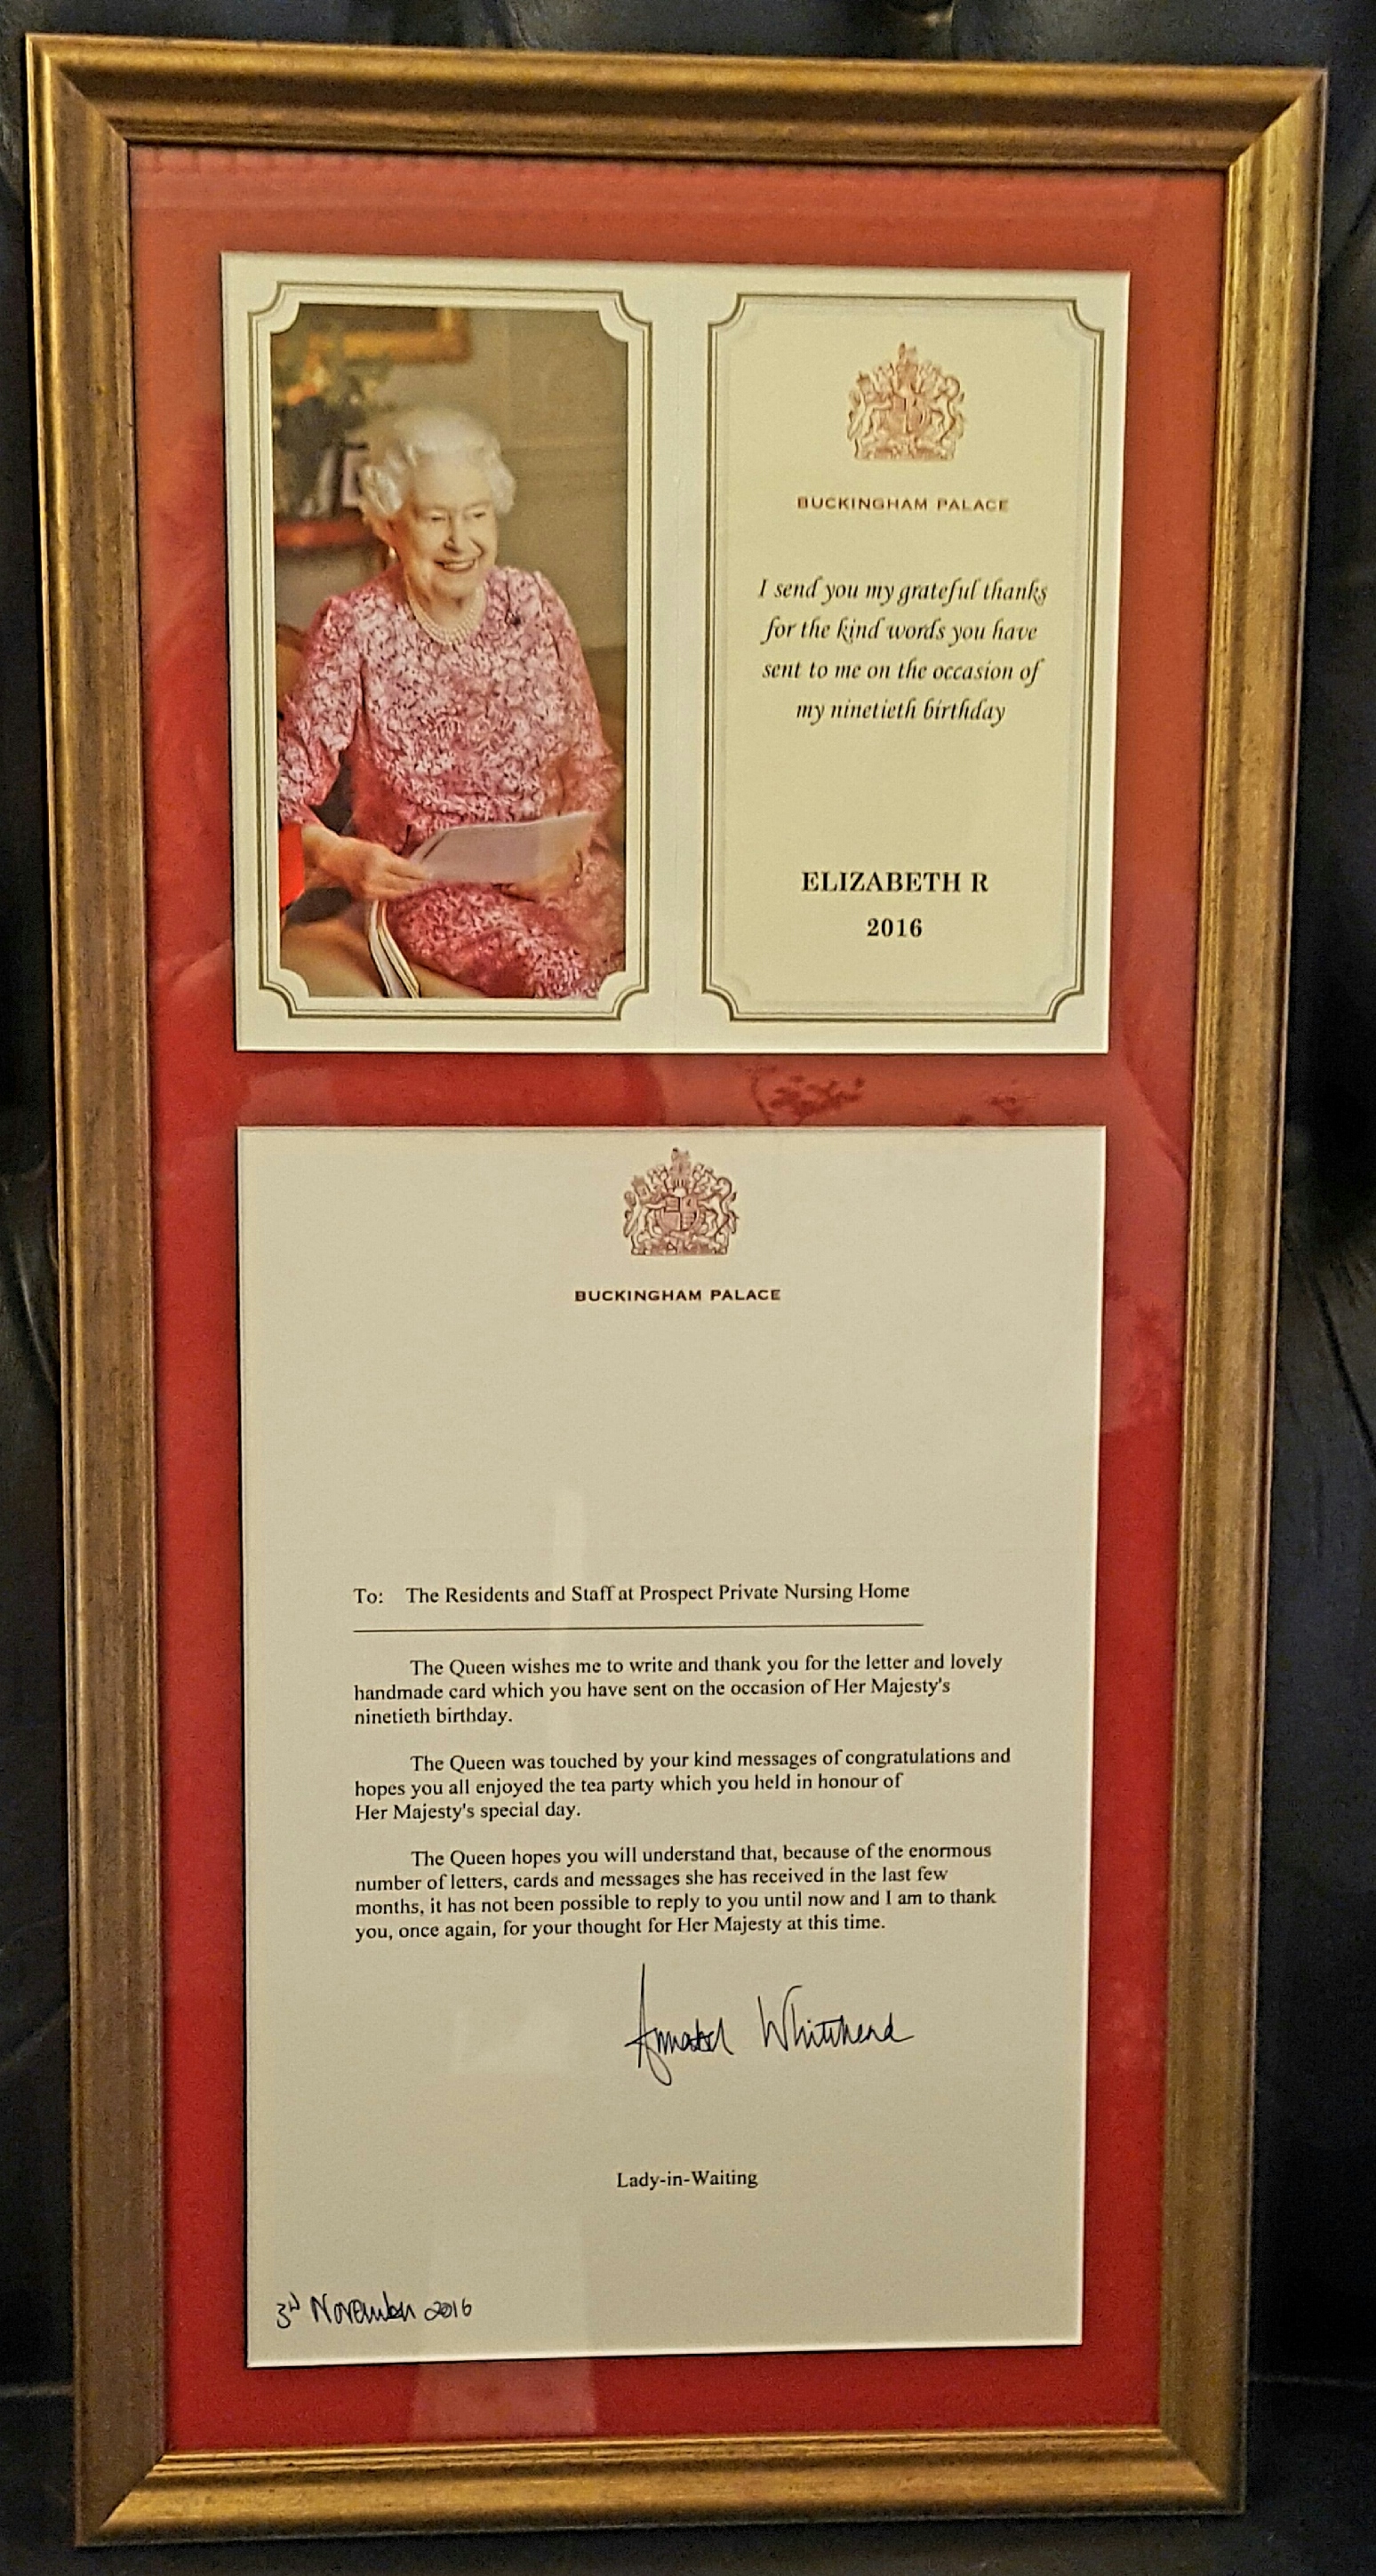 BUCKINGHAM PALACE
I send you my grateful thanks
for the kind words you have
sent to me on the occasion of
my ninetieth birthday
ELIZABETH R
2016
BUCKINGHAM PALACE
To: The Residents and Staff at Prospect Private Nursing Home
The Queen wishes me to write and thank you for the letter and lovely
handmade card which you have sent on the occasion of Her Majesty's
ninetieth birthday.
The Queen was touched by your kind messages of congratulations and
hopes you all enjoyed the tea party which you held in honour of
Her Majesty's special day.
The Queen hopes you will understand that, because of the enormous
number of letters, cards and messages she has received in the last few
months, it has not been possible to reply to you until now and I am to thank
you, once again, for your thought for Her Majesty at this time.
Annabel Whitehead
Lady-in-Waiting
3rd November 2016